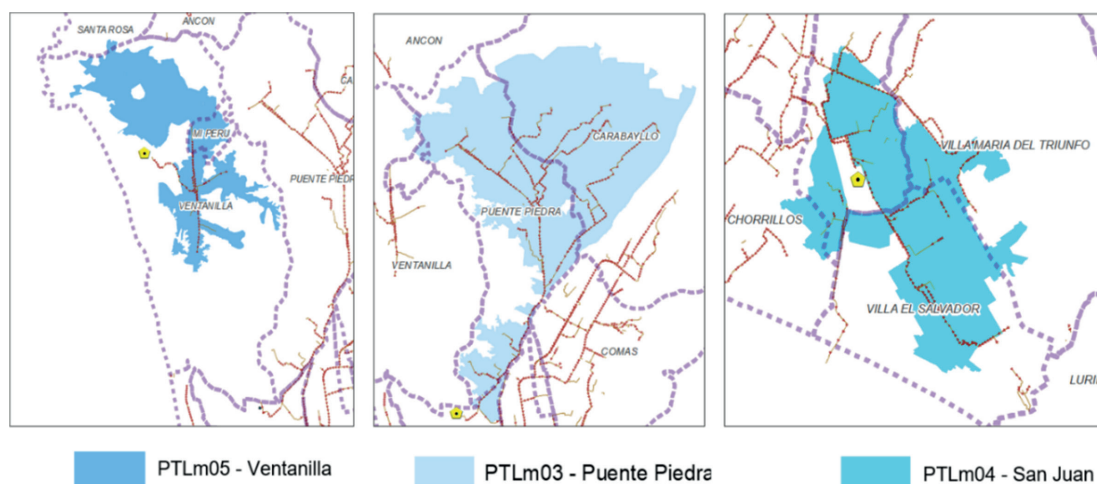 SANTA ROSA
ANCON
CA
MI PERU
PUENTE PIEDR
VENTANILLA
ANCON
CARABAYLLO
PUENTE PIEDRA
VENTANILLA
COMAS
VILLA MARIA DEL TRIUNFO
CHORRILLOS
VILLA EL SALVADOR
LURI
PTLm05 - Ventanilla
PTLm03 - Puente Piedra
PTLm04 - San Juan